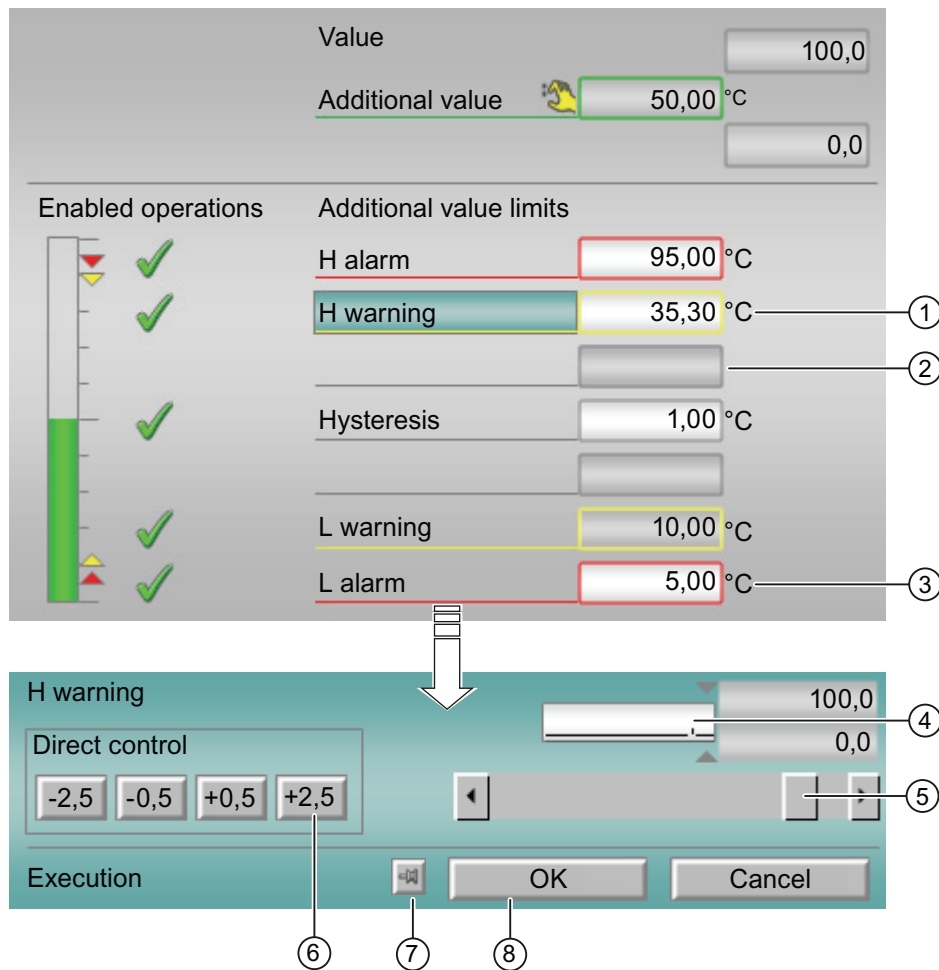 Value
100,0
Additional value 50,00 °C
0,0
Enabled operations
Additional value limits
H alarm 95,00 °C
H warning 35,30 °C
1
2
Hysteresis 1,00 °C
L warning 10,00 °C
L alarm 5,00 °C
3
H warning
100,0
4
0,0
Direct control
-2,5 -0,5 +0,5 +2,5
5
Execution
OK
Cancel
6
7
8